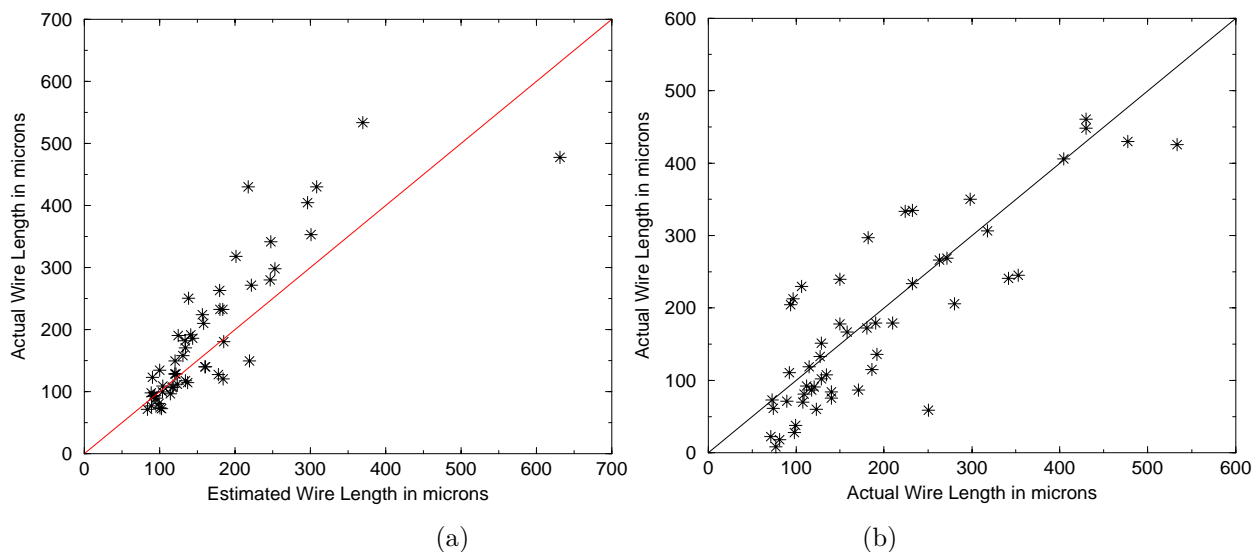 700
600
500
400
300
200
100
0
0 100 200 300 400 500 600 700
Actual Wire Length in microns
Estimated Wire Length in microns
(a)
600
500
400
300
200
100
0
0 100 200 300 400 500 600
Actual Wire Length in microns
Actual Wire Length in microns
(b)